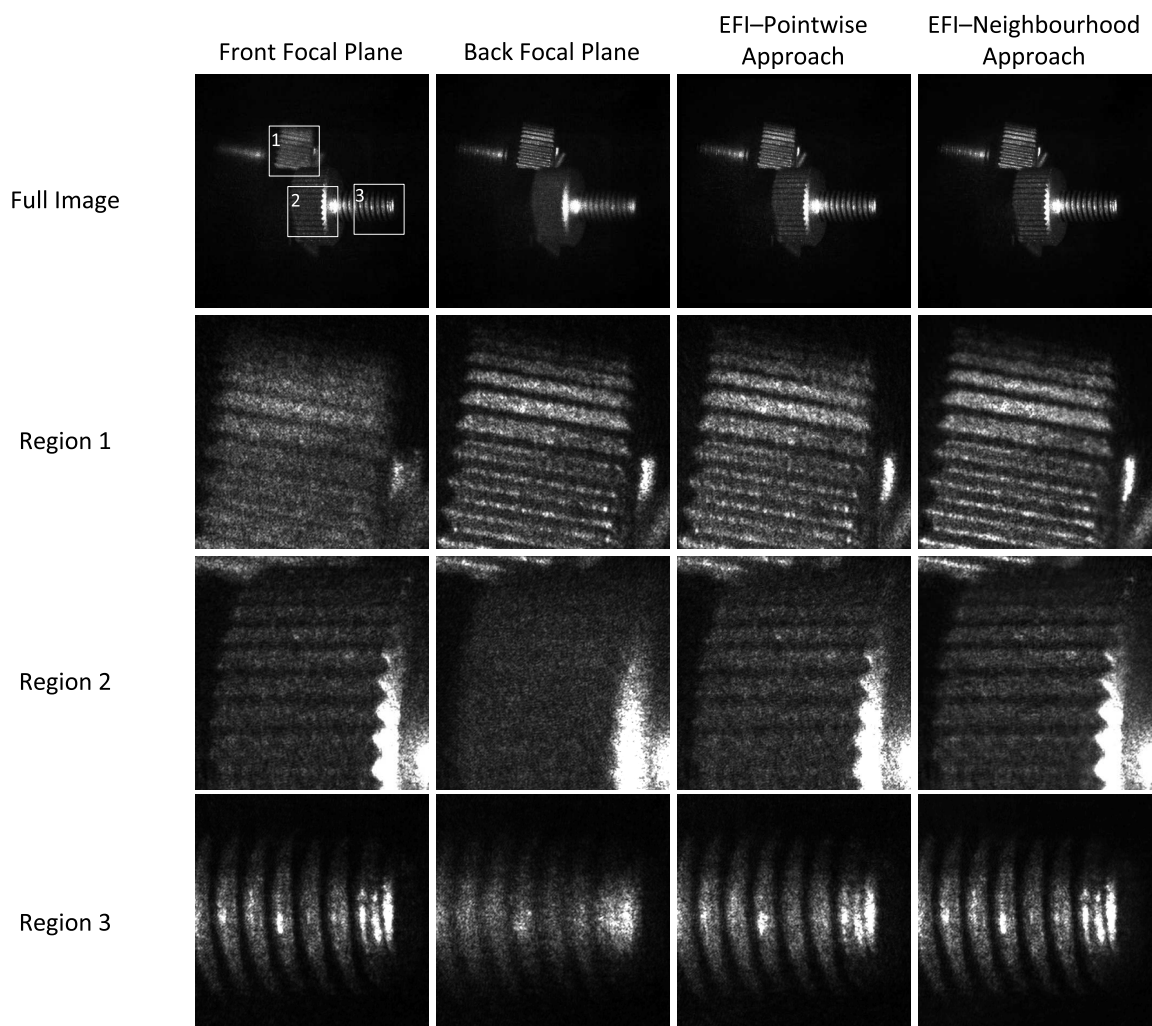 Front Focal Plane
Back Focal Plane
EFI–Pointwise
Approach
EFI–Neighbourhood
Approach
Full Image
1
2
3
Region 1
Region 2
Region 3